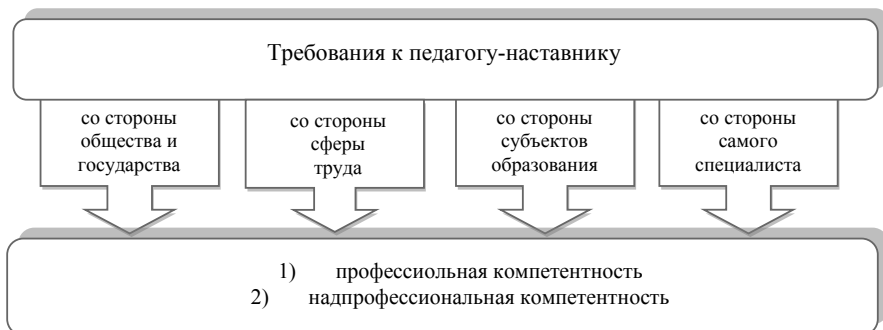 Требования к педагогу-наставнику
со стороны
общества и
государства
со стороны
сферы
труда
со стороны
субъектов
образования
со стороны
самого
специалиста
1) профессиольная компетентность
2) надпрофессиональная компетентность